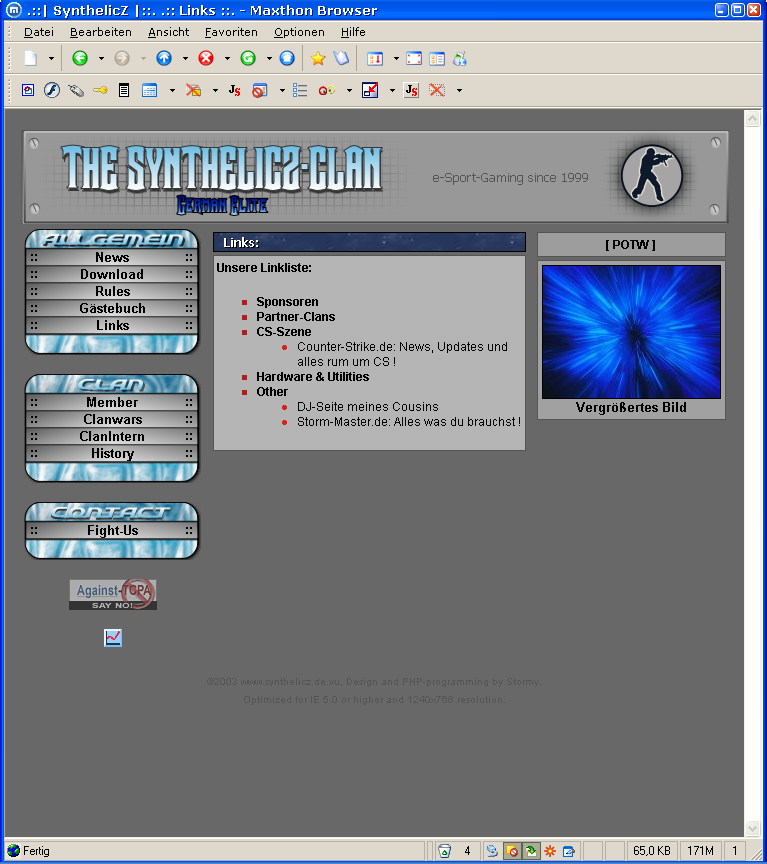 .::| SynthelicZ |::. .:: Links ::. - Maxthon Browser
Datei Bearbeiten Ansicht Favoriten Optionen Hilfe
THE SYNTHELICZ-CLAN
e-Sport-Gaming since 1999
German Elite
ALLGEMEIN
:: News ::
:: Download ::
:: Rules ::
:: Gästebuch ::
:: Links ::
CLAN
:: Member ::
:: Clanwars ::
:: ClanIntern ::
:: History ::
CONTACT
:: Fight-Us ::
Against-TCPA
SAY NO!
Links:
Unsere Linkliste:
Sponsoren
Partner-Clans
CS-Szene
Counter-Strike.de: News, Updates und
alles rum um CS !
Hardware & Utilities
Other
DJ-Seite meines Cousins
Storm-Master.de: Alles was du brauchst !
[ POTW ]
Vergrößertes Bild
©2003 www.synthelicz.de.vu, Design and PHP-programming by Stormy.
Optimized for IE 5.0 or higher and 1240x768 resolution.
Fertig 4 65,0 KB 171M 1